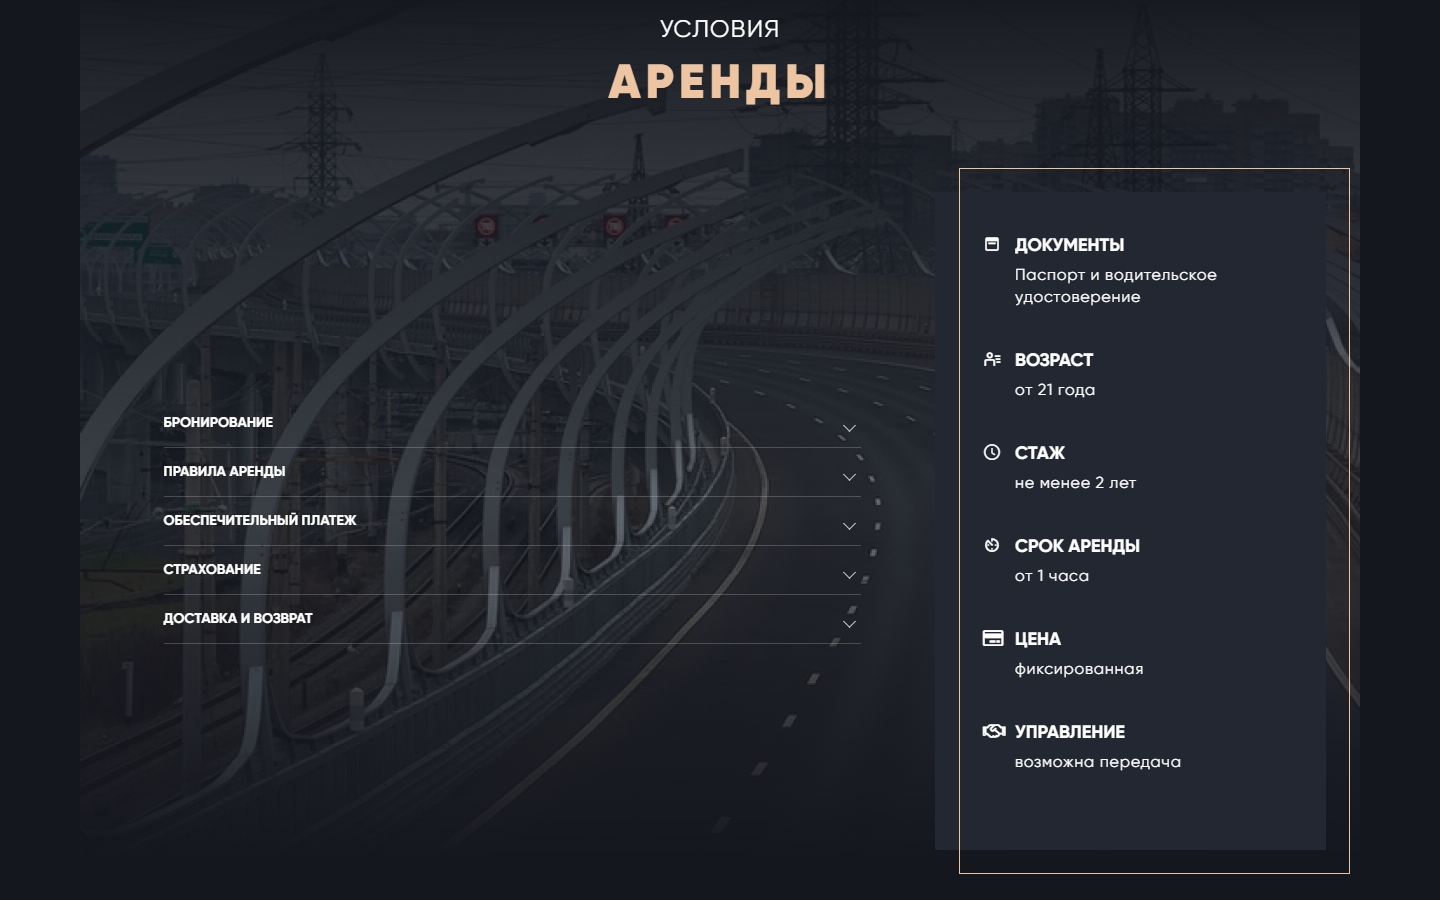 УСЛОВИЯ
АРЕНДЫ
БРОНИРОВАНИЕ
ПРАВИЛА АРЕНДЫ
ОБЕСПЕЧИТЕЛЬНЫЙ ПЛАТЕЖ
СТРАХОВАНИЕ
ДОСТАВКА И ВОЗВРАТ
ДОКУМЕНТЫ
Паспорт и водительское
удостоверение
ВОЗРАСТ
от 21 года
СТАЖ
не менее 2 лет
СРОК АРЕНДЫ
от 1 часа
ЦЕНА
фиксированная
УПРАВЛЕНИЕ
возможна передача